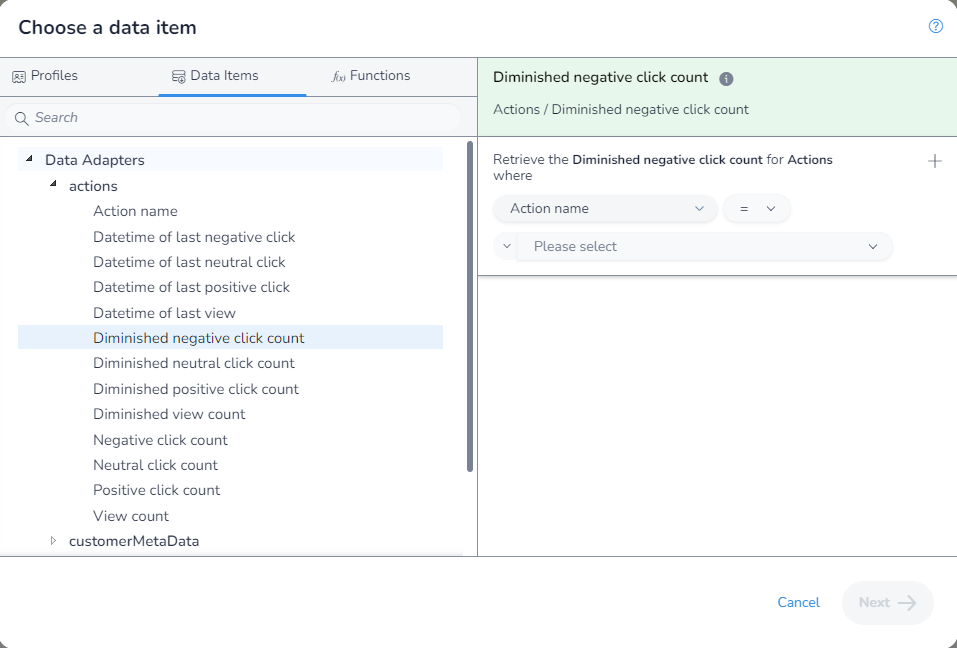 Choose a data item
?
Profiles
Data Items
f(x) Functions
Search
Data Adapters
actions
Action name
Datetime of last negative click
Datetime of last neutral click
Datetime of last positive click
Datetime of last view
Diminished negative click count
Diminished neutral click count
Diminished positive click count
Diminished view count
Negative click count
Neutral click count
Positive click count
View count
customerMetaData
Diminished negative click count i
Actions / Diminished negative click count
Retrieve the Diminished negative click count for Actions
where
Action name
=
Please select
Cancel
Next